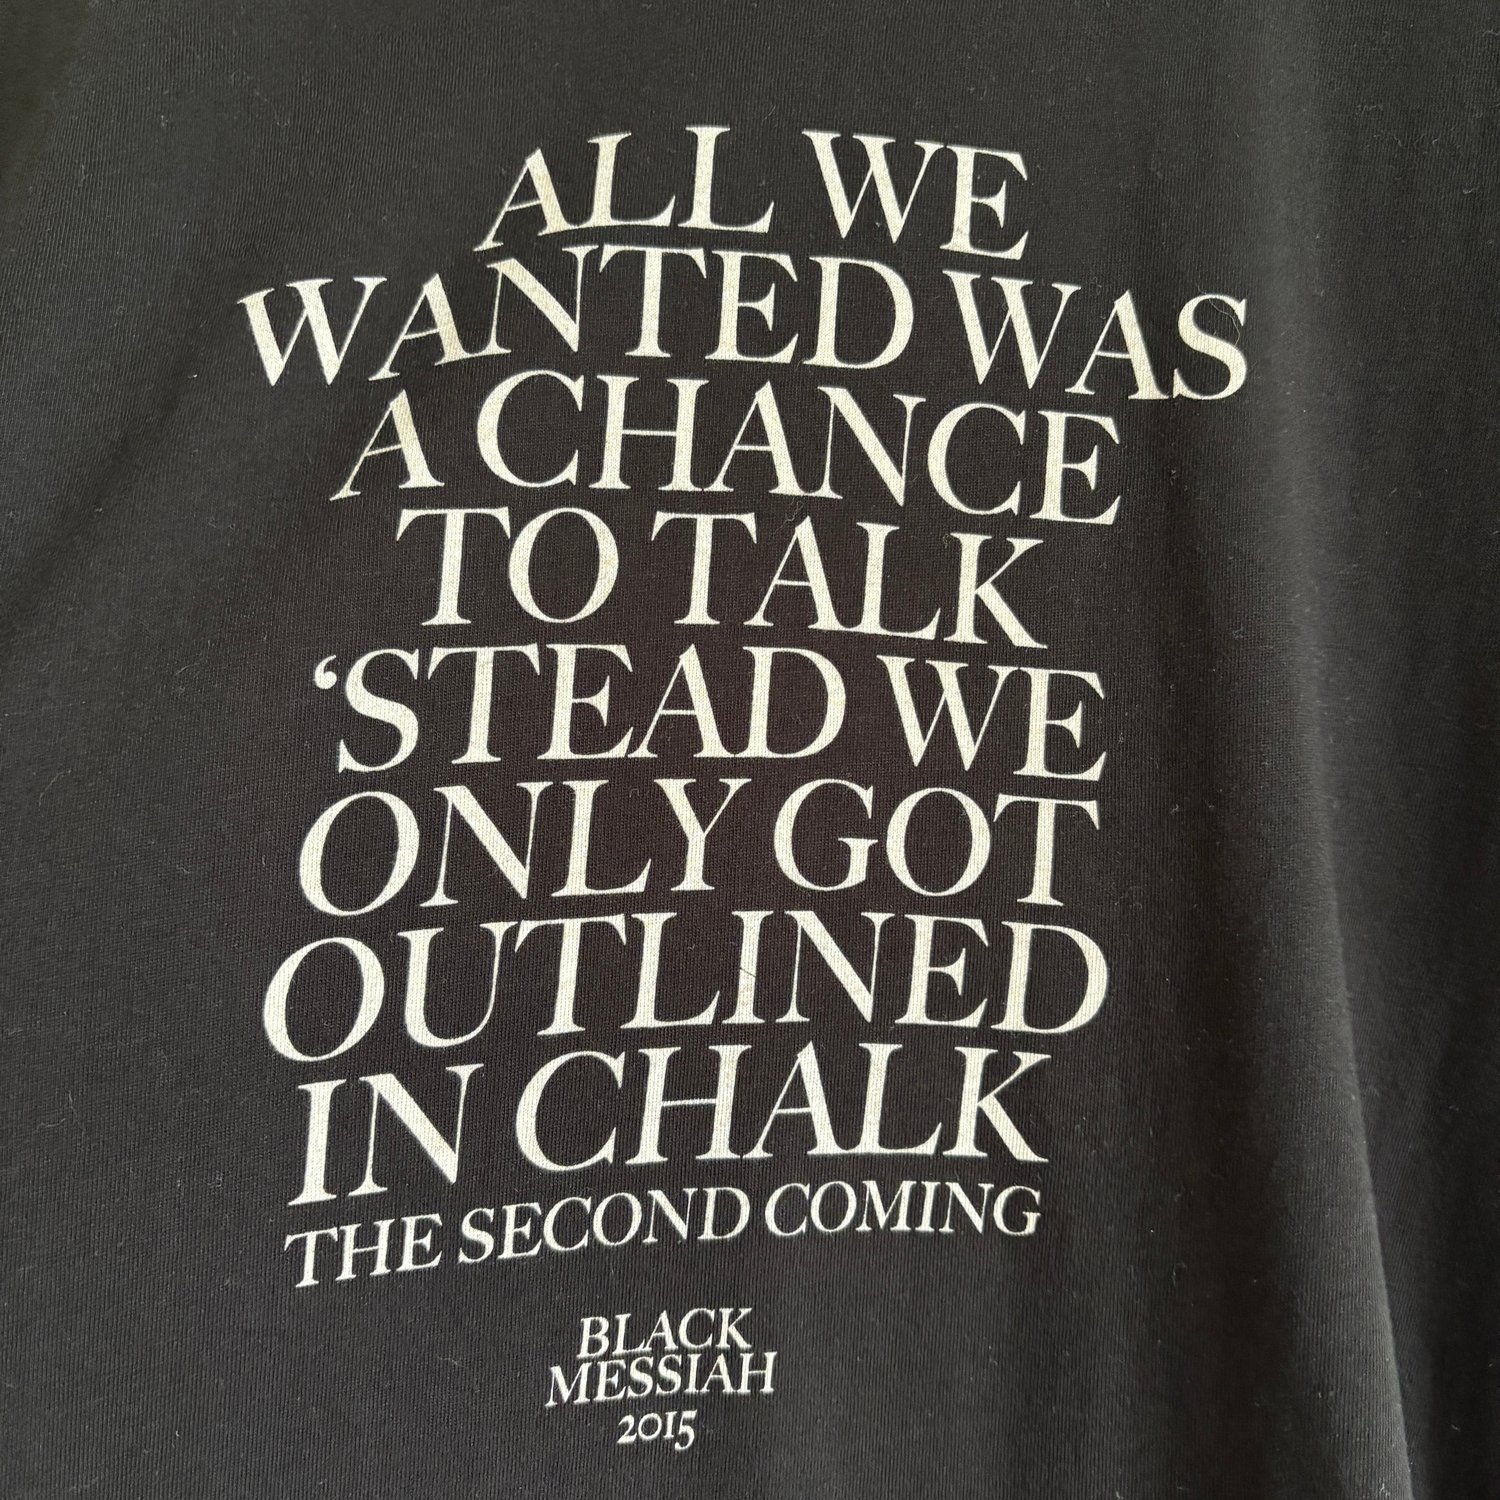 ALL WE
WANTED WAS
A CHANCE
TO TALK
‘STEAD WE
ONLY GOT
OUTLINED
IN CHALK
THE SECOND COMING
BLACK
MESSIAH
2015